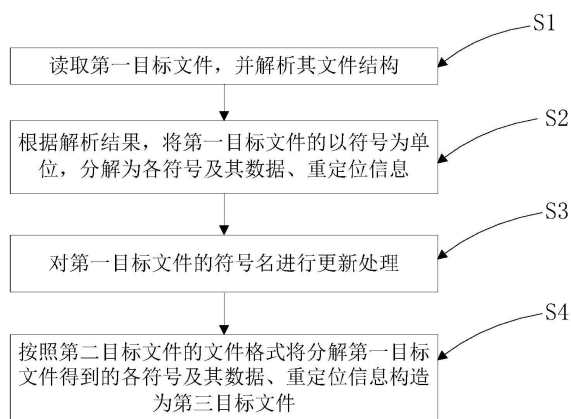 S1
读取第一目标文件，并解析其文件结构
S2
根据解析结果，将第一目标文件的以符号为单
位，分解为各符号及其数据、重定位信息
S3
对第一目标文件的符号名进行更新处理
S4
按照第二目标文件的文件格式将分解第一目标
文件得到的各符号及其数据、重定位信息构造
为第三目标文件